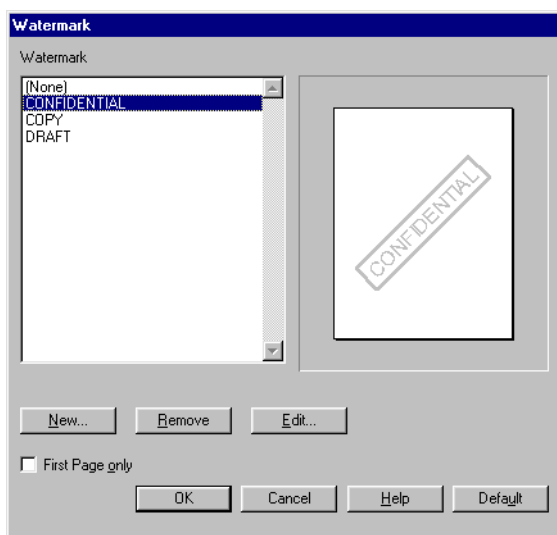 Watermark
Watermark
(None)
CONFIDENTIAL
COPY
DRAFT
CONFIDENTIAL
New... Remove Edit...
First Page only
OK Cancel Help Default